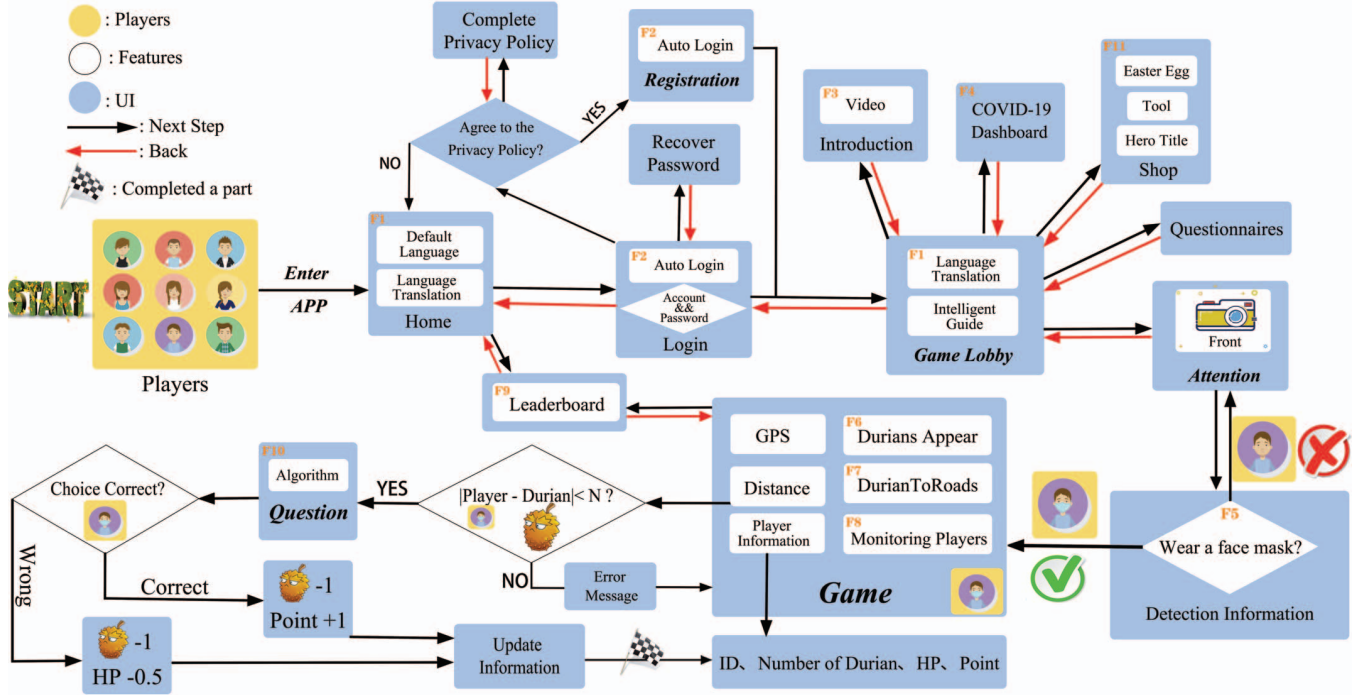 : Players
: Features
: UI
: Next Step
: Back
: Completed a part
START
Players
Enter
APP
Complete
Privacy Policy
Agree to the
Privacy Policy?
YES
NO
F2
Auto Login
Registration
Recover
Password
F1
Default
Language
Language
Translation
Home
F2
Auto Login
Account
&&
Password
Login
F3
Video
Introduction
F4
COVID-19
Dashboard
F11
Easter Egg
Tool
Hero Title
Shop
F1
Language
Translation
Intelligent
Guide
Game Lobby
Questionnaires
Front
Attention
F5
Wear a face mask?
Detection Information
F9
Leaderboard
GPS
Distance
Player
Information
F6
Durians Appear
F7
DurianToRoads
F8
Monitoring Players
Game
|Player - Durian|< N ?
YES
NO
Error
Message
F10
Algorithm
Question
Choice Correct?
Wrong
Correct
-1
Point +1
-1
HP -0.5
Update
Information
ID、Number of Durian、HP、Point